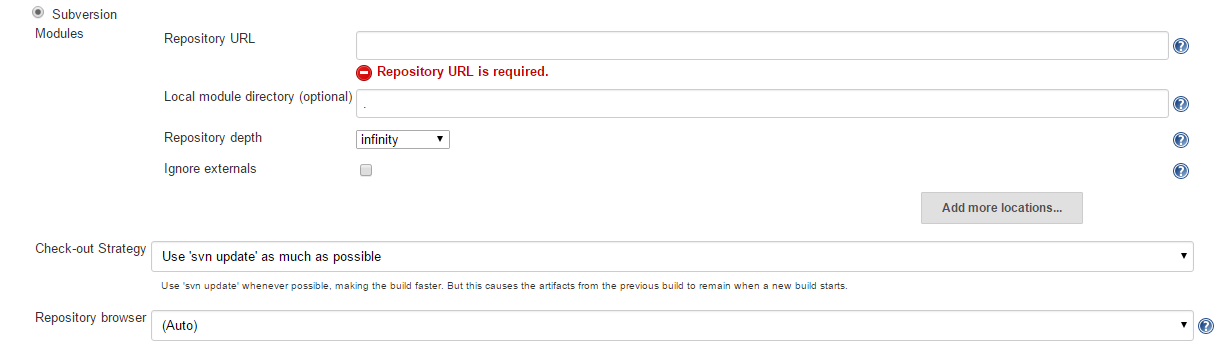 Subversion
Modules
Repository URL
Repository URL is required.
Local module directory (optional)
.
Repository depth
infinity
Ignore externals
Add more locations...
Check-out Strategy
Use 'svn update' as much as possible
Use 'svn update' whenever possible, making the build faster. But this causes the artifacts from the previous build to remain when a new build starts.
Repository browser
(Auto)